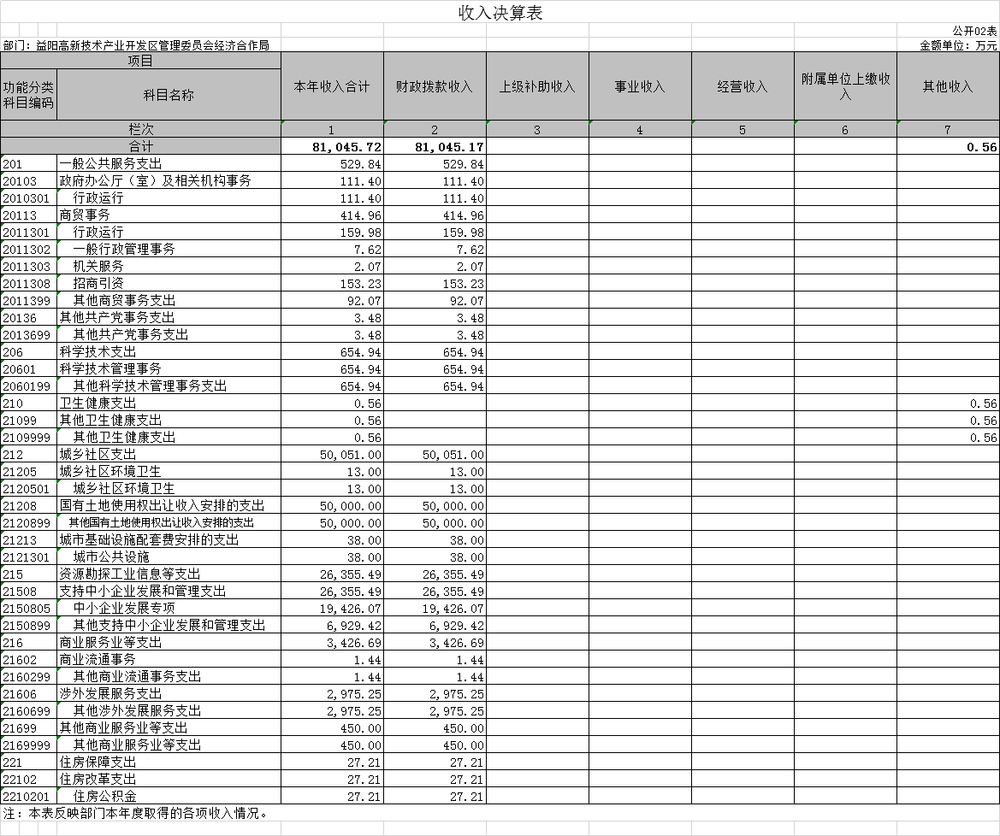 收入决算表
公开02表
部门：益阳高新技术产业开发区管理委员会经济合作局 金额单位：万元
项目
功能分类科目编码 科目名称 本年收入合计 财政拨款收入 上级补助收入 事业收入 经营收入 附属单位上缴收入 其他收入
栏次 1 2 3 4 5 6 7
合计 81,045.72 81,045.17 0.56
201 一般公共服务支出 529.84 529.84
20103 政府办公厅（室）及相关机构事务 111.40 111.40
2010301 行政运行 111.40 111.40
20113 商贸事务 414.96 414.96
2011301 行政运行 159.98 159.98
2011302 一般行政管理事务 7.62 7.62
2011303 机关服务 2.07 2.07
2011308 招商引资 153.23 153.23
2011399 其他商贸事务支出 92.07 92.07
20136 其他共产党事务支出 3.48 3.48
2013699 其他共产党事务支出 3.48 3.48
206 科学技术支出 654.94 654.94
20601 科学技术管理事务 654.94 654.94
2060199 其他科学技术管理事务支出 654.94 654.94
210 卫生健康支出 0.56 0.56
21099 其他卫生健康支出 0.56 0.56
2109999 其他卫生健康支出 0.56 0.56
212 城乡社区支出 50,051.00 50,051.00
21205 城乡社区环境卫生 13.00 13.00
2120501 城乡社区环境卫生 13.00 13.00
21208 国有土地使用权出让收入安排的支出 50,000.00 50,000.00
2120899 其他国有土地使用权出让收入安排的支出 50,000.00 50,000.00
21213 城市基础设施配套费安排的支出 38.00 38.00
2121301 城市公共设施 38.00 38.00
215 资源勘探工业信息等支出 26,355.49 26,355.49
21508 支持中小企业发展和管理支出 26,355.49 26,355.49
2150805 中小企业发展专项 19,426.07 19,426.07
2150899 其他支持中小企业发展和管理支出 6,929.42 6,929.42
216 商业服务业等支出 3,426.69 3,426.69
21602 商业流通事务 1.44 1.44
2160299 其他商业流通事务支出 1.44 1.44
21606 涉外发展服务支出 2,975.25 2,975.25
2160699 其他涉外发展服务支出 2,975.25 2,975.25
21699 其他商业服务业等支出 450.00 450.00
2169999 其他商业服务业等支出 450.00 450.00
221 住房保障支出 27.21 27.21
22102 住房改革支出 27.21 27.21
2210201 住房公积金 27.21 27.21
注：本表反映部门本年度取得的各项收入情况。